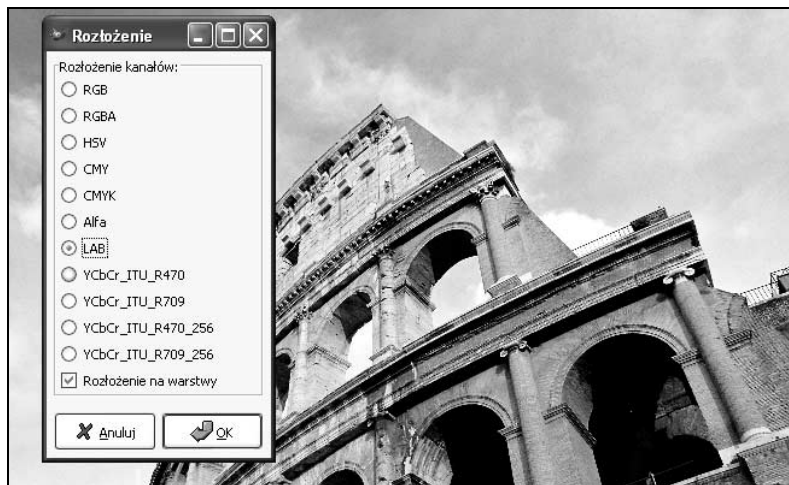 Rozłożenie
Rozłożenie kanałów:
RGB
RGBA
HSV
CMY
CMYK
Alfa
LAB
YCbCr_ITU_R470
YCbCr_ITU_R709
YCbCr_ITU_R470_256
YCbCr_ITU_R709_256
Rozłożenie na warstwy
Anuluj OK